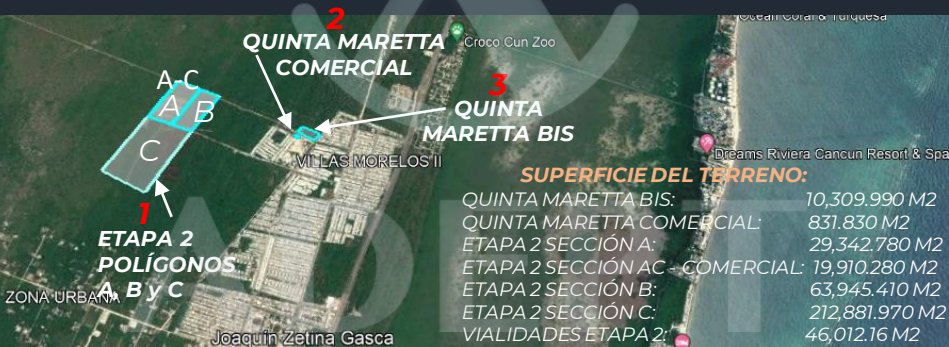 Ocean Coral & Turquesa
2
QUINTA MARETTA
COMERCIAL
Croco Cun Zoo
A-C
A
B
C
3
QUINTA
MARETTA BIS
VILLAS MORELOS II
Dreams Riviera Cancun Resort & Spa
1
ETAPA 2
POLÍGONOS
A, B y C
ZONA URBANA
Joaquín Zetina Gasca
SUPERFICIE DEL TERRENO:
QUINTA MARETTA BIS: 10,309.990 M2
QUINTA MARETTA COMERCIAL: 831.830 M2
ETAPA 2 SECCIÓN A: 29,342.780 M2
ETAPA 2 SECCIÓN AC - COMERCIAL: 19,910.280 M2
ETAPA 2 SECCIÓN B: 63,945.410 M2
ETAPA 2 SECCIÓN C: 212,881.970 M2
VIALIDADES ETAPA 2: 46,012.16 M2